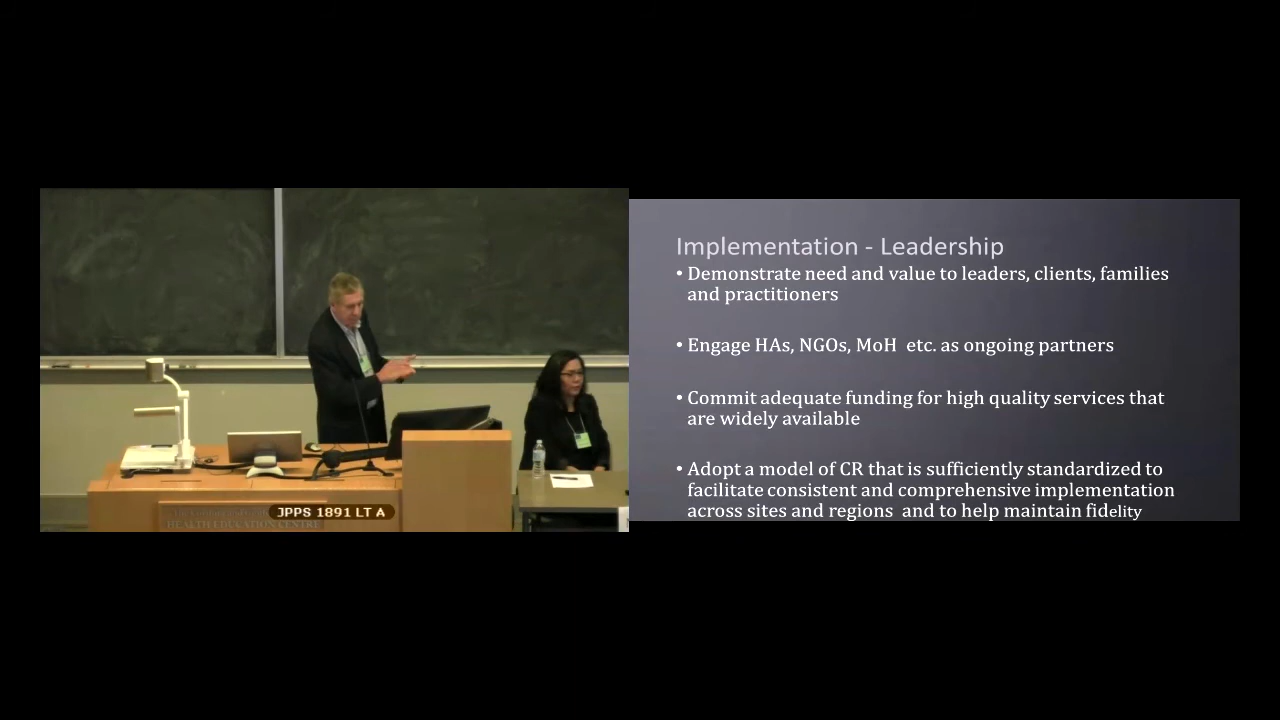 Implementation - Leadership
• Demonstrate need and value to leaders, clients, families
and practitioners
• Engage HAs, NGOs, MoH etc. as ongoing partners
• Commit adequate funding for high quality services that
are widely available
• Adopt a model of CR that is sufficiently standardized to
facilitate consistent and comprehensive implementation
across sites and regions and to help maintain fidelity
HEALTH EDUCATION CENTRE
JPPS 1891 LT A